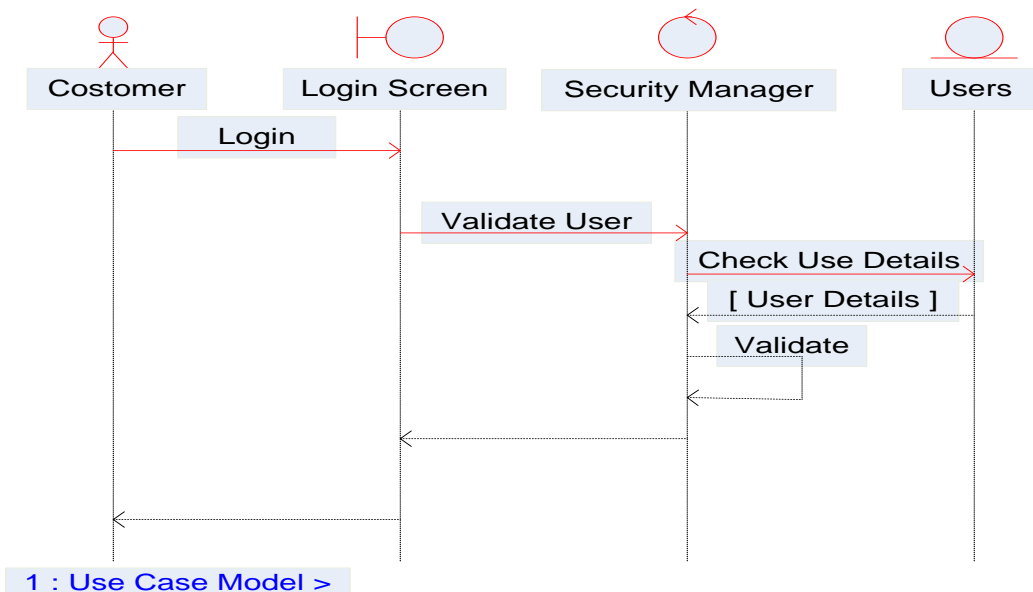 Costomer
Login Screen
Security Manager
Users
Login
Validate User
Check Use Details
[ User Details ]
Validate
1 : Use Case Model >